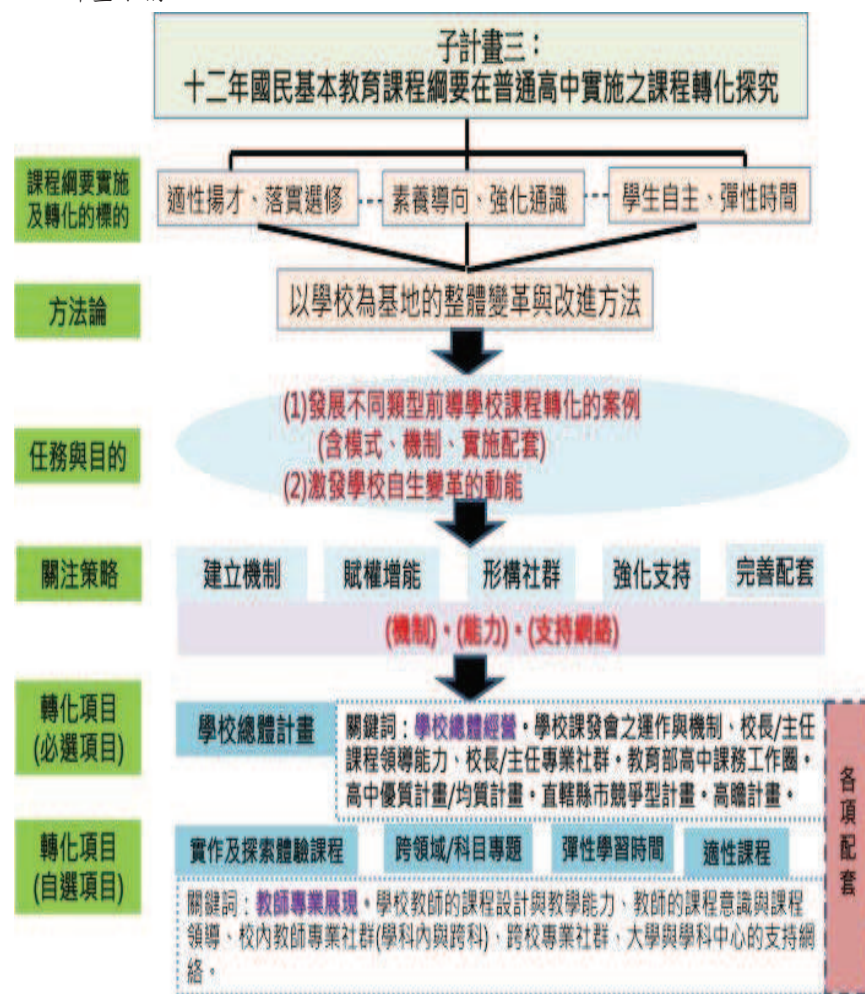 子計畫三：
十二年國民基本教育課程綱要在普通高中實施之課程轉化探究
課程綱要實施
及轉化的標的
適性揚才、落實選修
素養導向、強化通識
學生自主、彈性時間
方法論
以學校為基地的整體變革與改進方法
任務與目的
(1)發展不同類型前導學校課程轉化的案例
(含模式、機制、實施配套)
(2)激發學校自生變革的動能
關注策略
建立機制
賦權增能
形構社群
強化支持
完善配套
(機制)・(能力)・(支持網絡)
轉化項目
(必選項目)
學校總體計畫
關鍵詞：學校總體經營。學校課發會之運作與機制、校長/主任
課程領導能力、校長/主任專業社群。教育部高中課務工作圈。
高中優質計畫/均質計畫。直轄縣市競爭型計畫。高瞻計畫。
轉化項目
(自選項目)
實作及探索體驗課程
跨領域/科目專題
彈性學習時間
適性課程
關鍵詞：教師專業展現。學校教師的課程設計與教學能力、教師的課程意識與課程
領導、校內教師專業社群(學科內與跨科)、跨校專業社群、大學與學科中心的支持網
絡。
各項配套